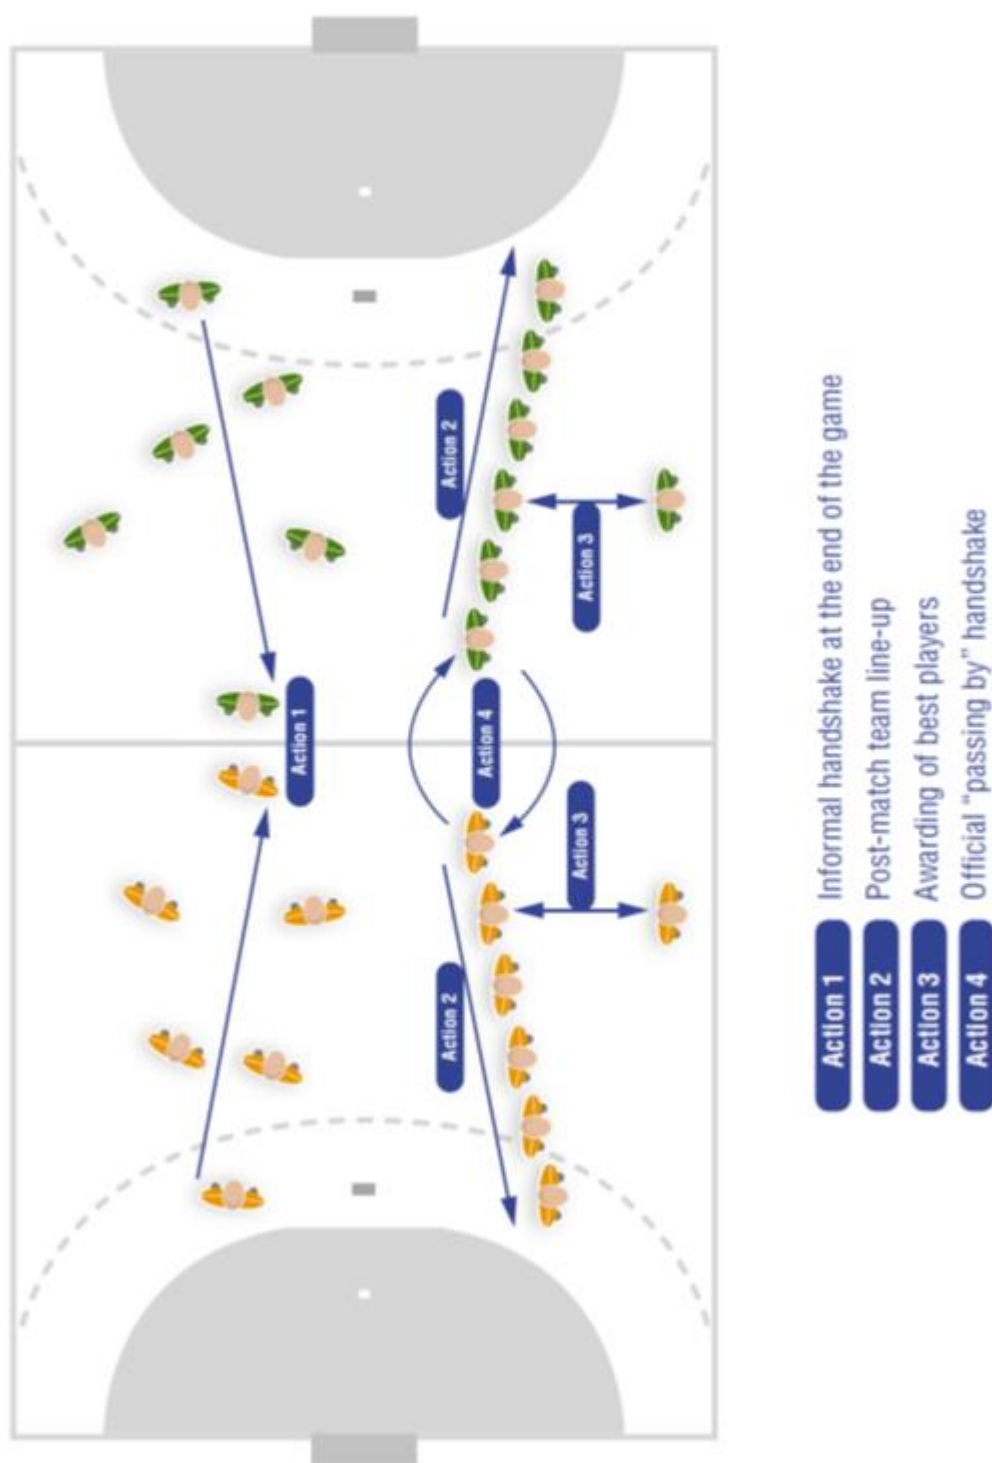 Action 1
Action 2
Action 2
Action 4
Action 3
Action 3
Action 1 Informal handshake at the end of the game
Action 2 Post-match team line-up
Action 3 Awarding of best players
Action 4 Official “passing by” handshake